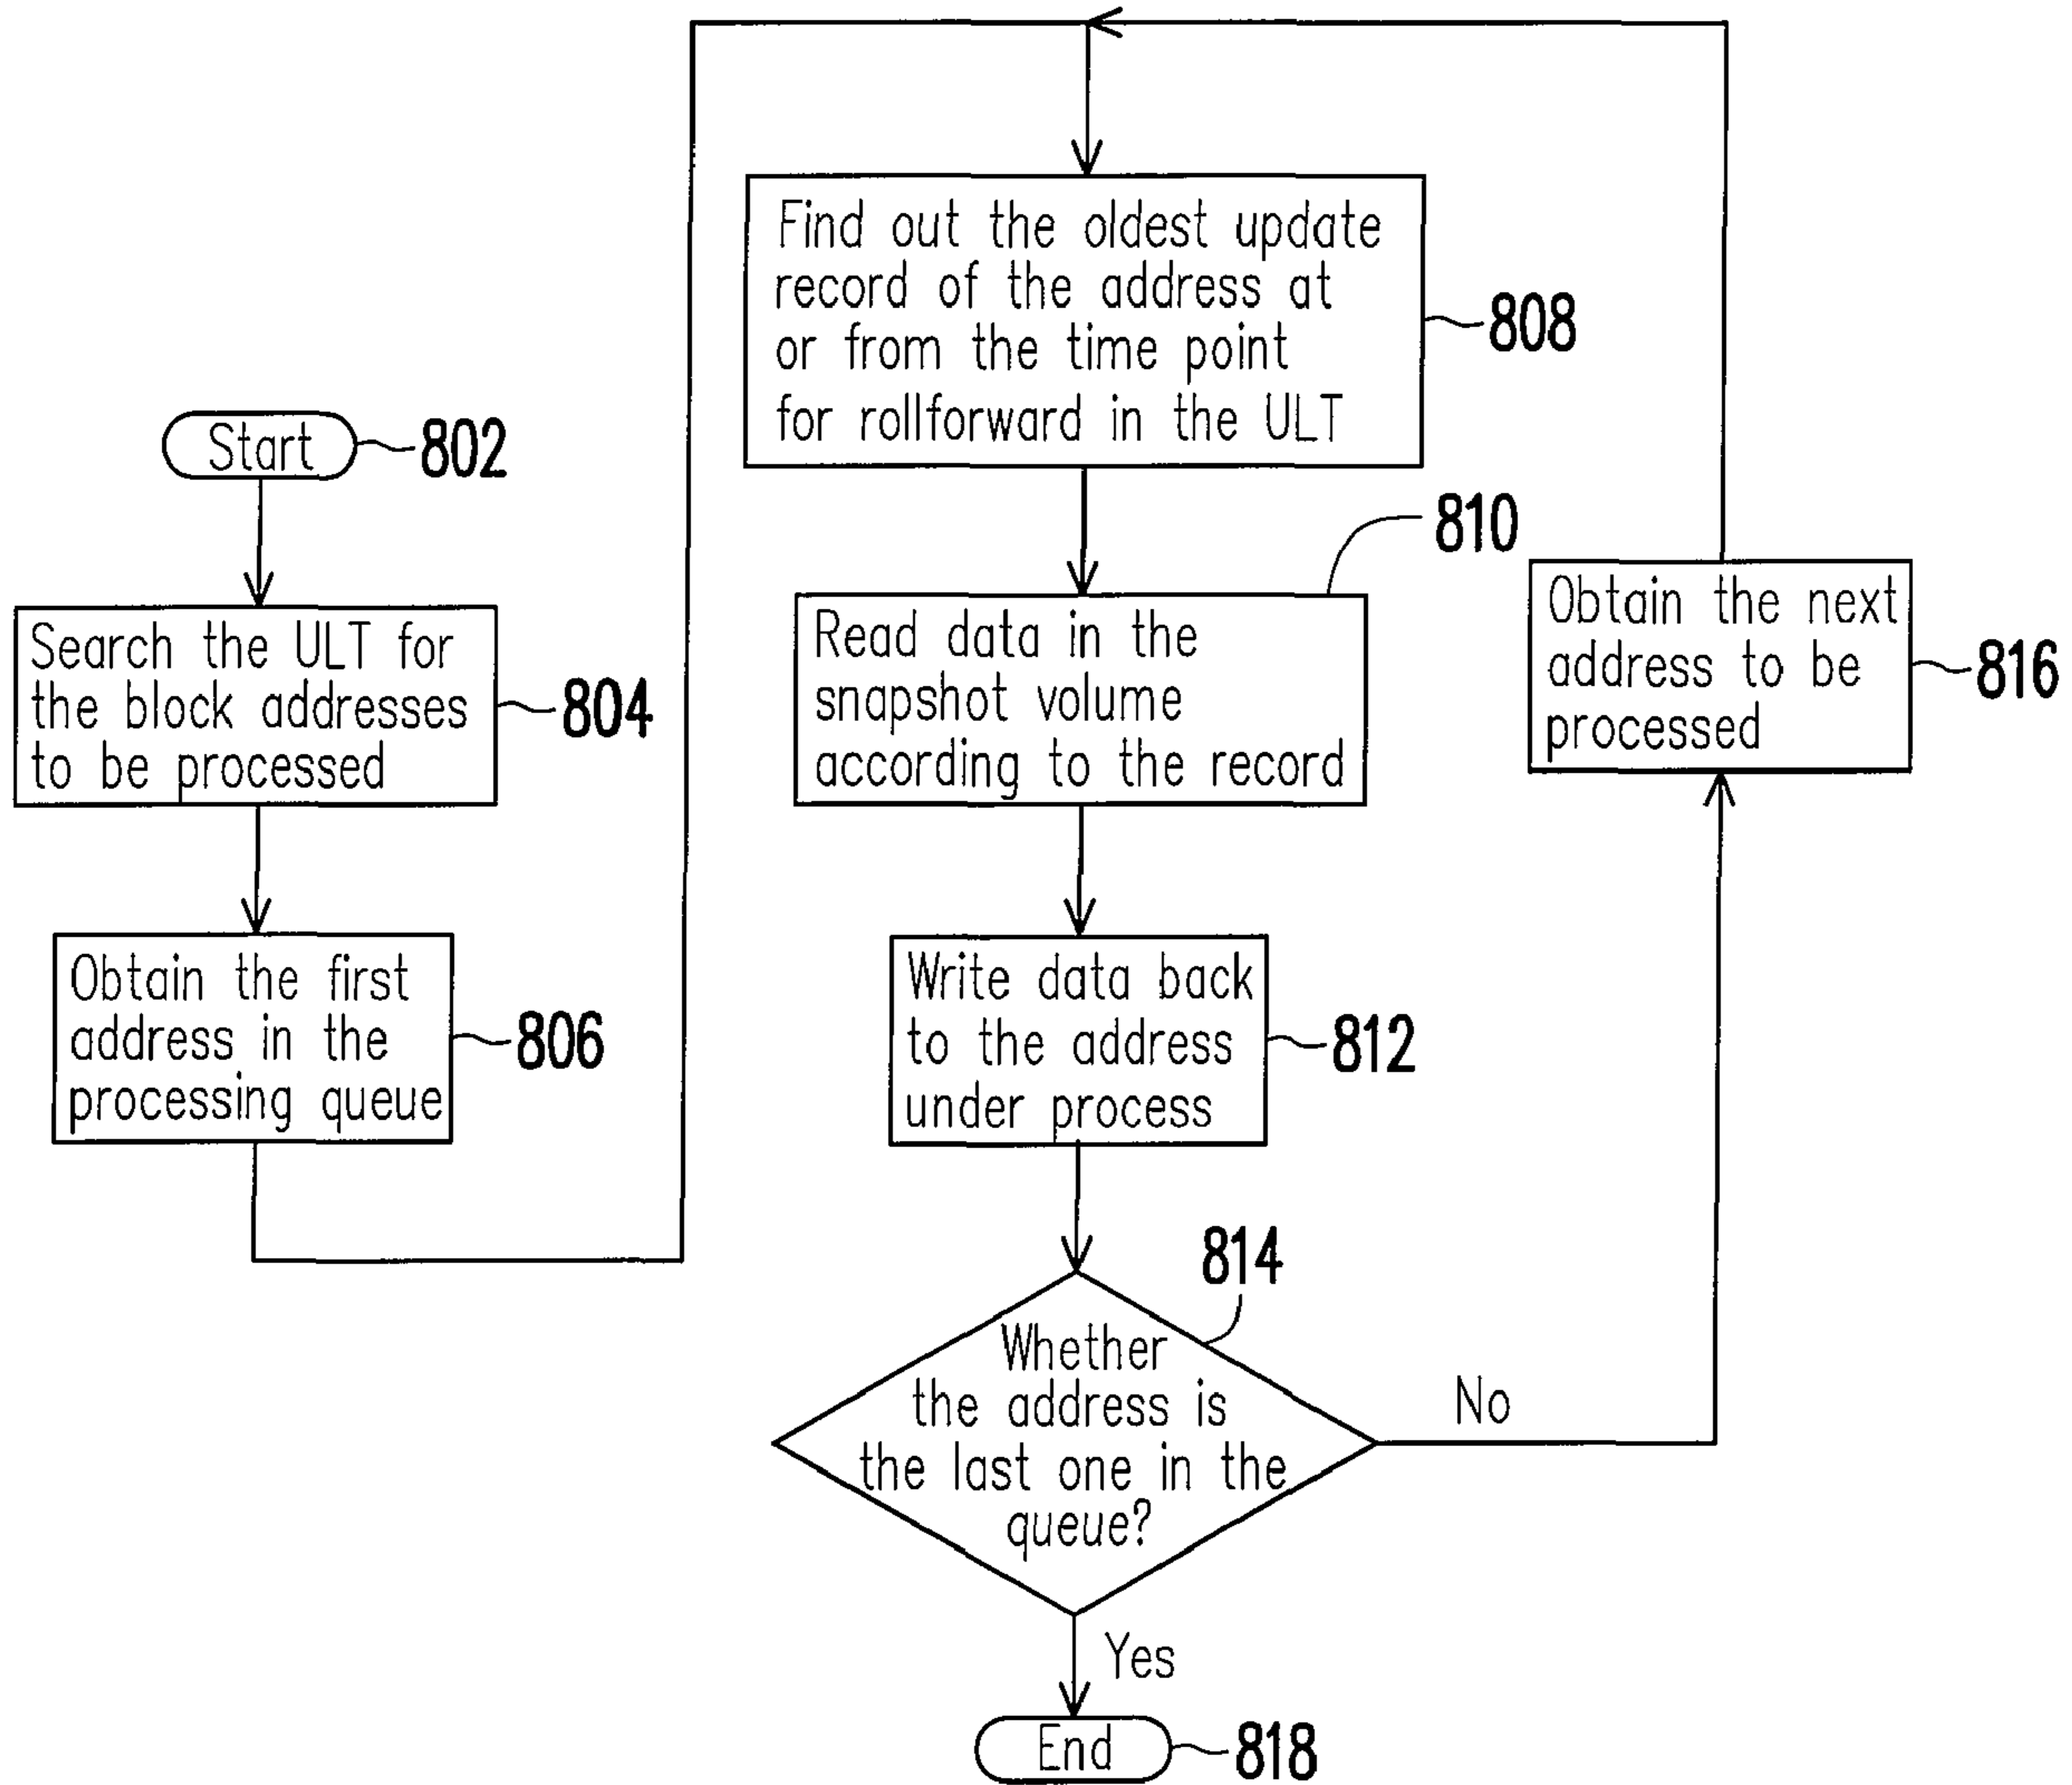 Start
802
Search the ULT for
the block addresses
to be processed
804
Obtain the first
address in the
processing queue
806
Find out the oldest update
record of the address at
or from the time point
for rollforward in the ULT
808
Read data in the
snapshot volume
according to the record
810
Write data back
to the address
under process
812
Whether
the address is
the last one in the
queue?
814
No
Obtain the next
address to be
processed
816
Yes
End
818